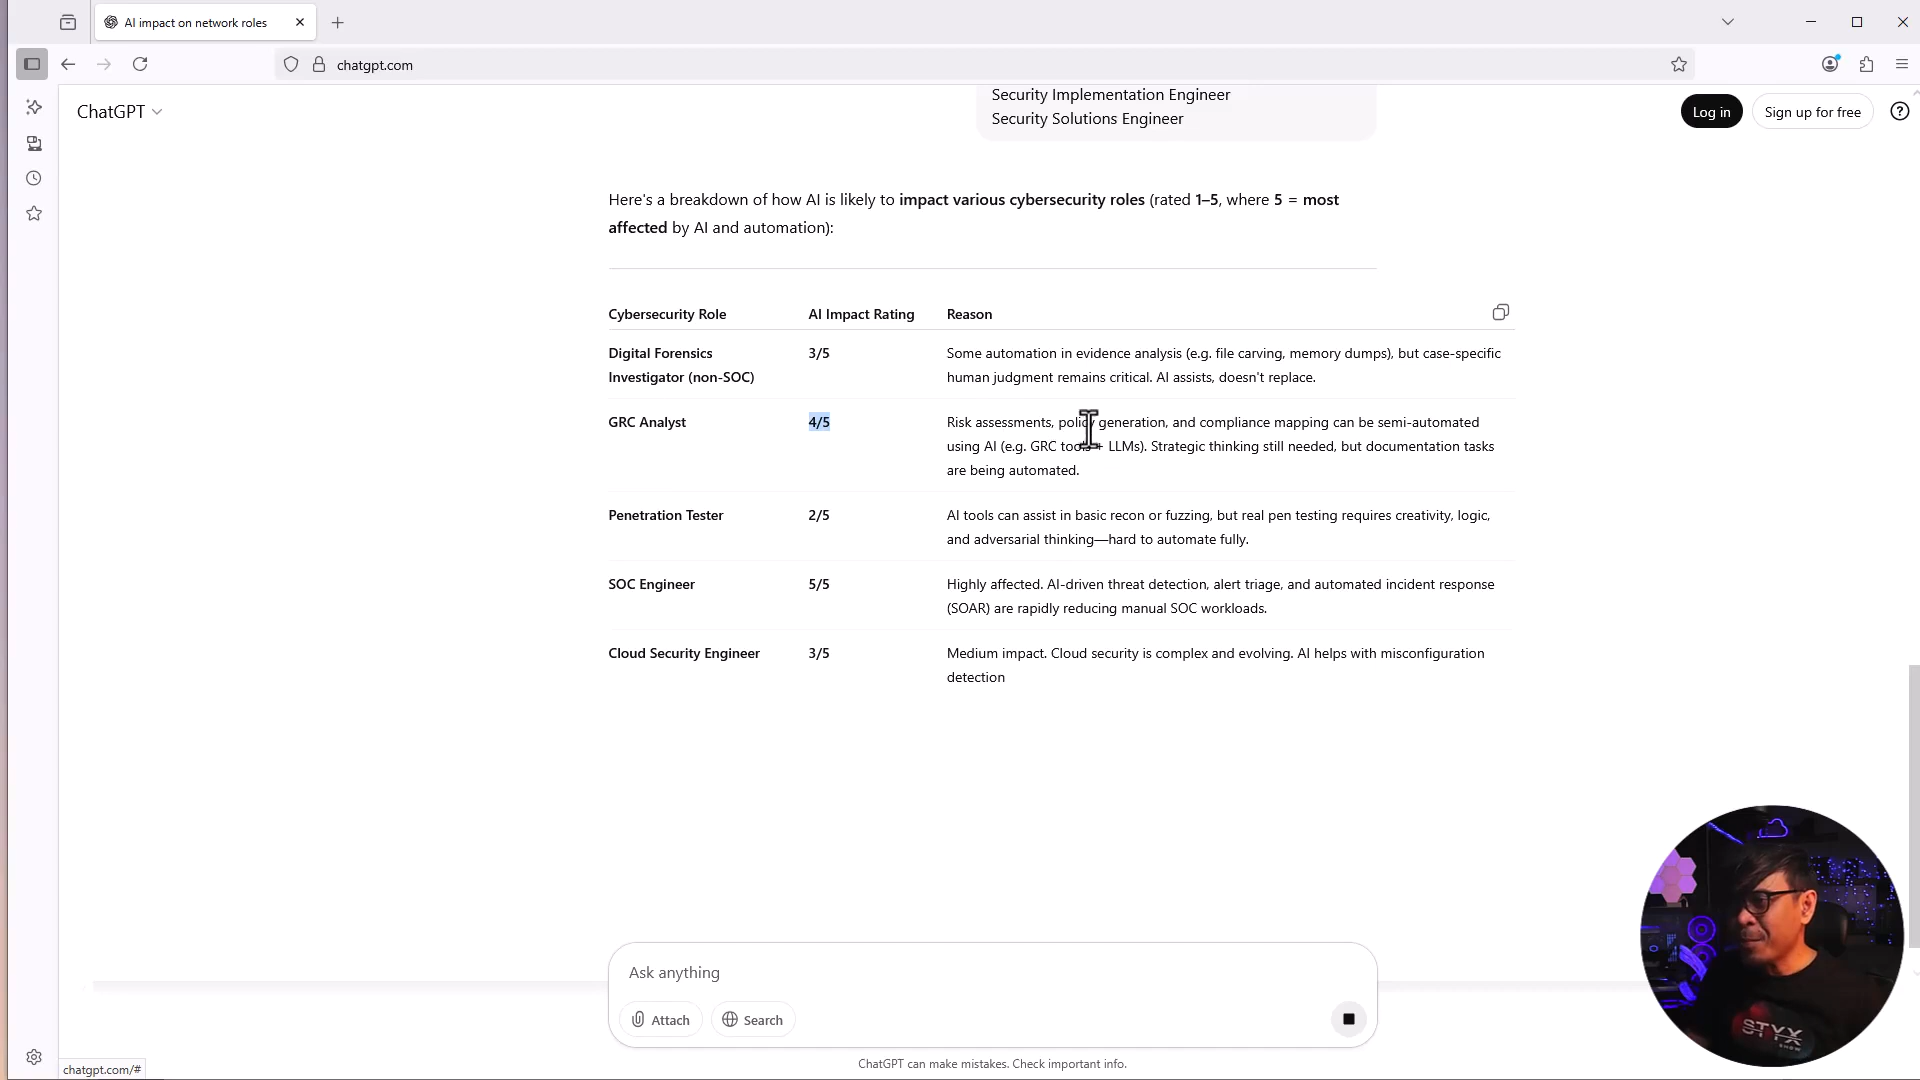 AI impact on network roles
chatgpt.com
ChatGPT
Log in
Sign up for free
Security Implementation Engineer
Security Solutions Engineer
Here's a breakdown of how AI is likely to impact various cybersecurity roles (rated 1–5, where 5 = most
affected by AI and automation):
Cybersecurity Role AI Impact Rating Reason
Digital Forensics
Investigator (non-SOC)
3/5
Some automation in evidence analysis (e.g. file carving, memory dumps), but case-specific
human judgment remains critical. AI assists, doesn't replace.
GRC Analyst
4/5
Risk assessments, policy generation, and compliance mapping can be semi-automated
using AI (e.g. GRC tools + LLMs). Strategic thinking still needed, but documentation tasks
are being automated.
Penetration Tester
2/5
AI tools can assist in basic recon or fuzzing, but real pen testing requires creativity, logic,
and adversarial thinking—hard to automate fully.
SOC Engineer
5/5
Highly affected. AI-driven threat detection, alert triage, and automated incident response
(SOAR) are rapidly reducing manual SOC workloads.
Cloud Security Engineer
3/5
Medium impact. Cloud security is complex and evolving. AI helps with misconfiguration
detection
Ask anything
Attach
Search
ChatGPT can make mistakes. Check important info.
chatgpt.com/#
STYX